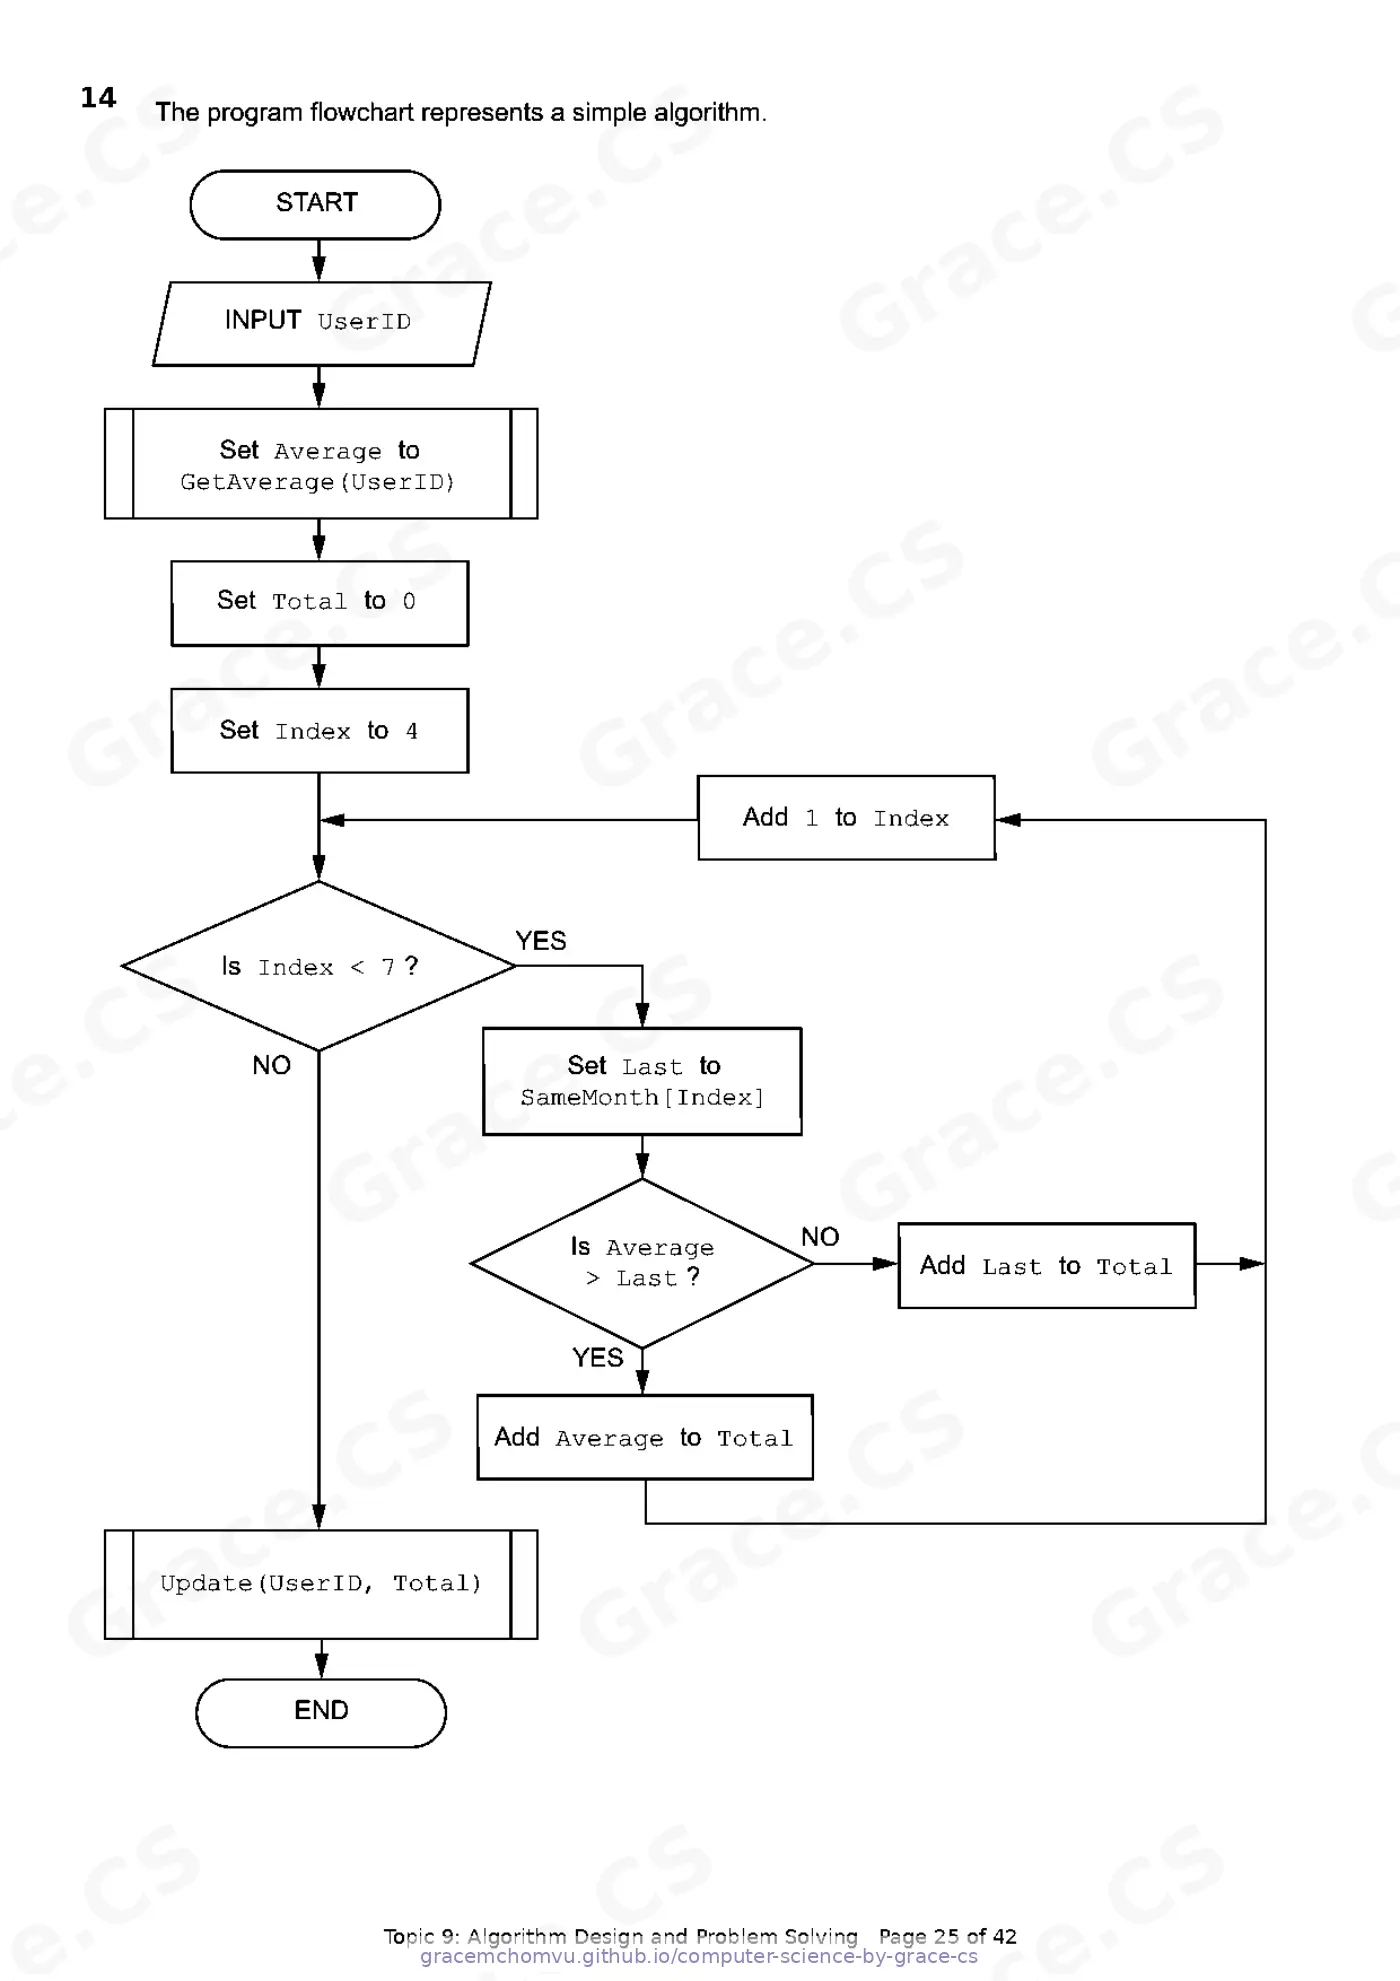 14
The program flowchart represents a simple algorithm.
START
INPUT UserID
Set Average to
GetAverage(UserID)
Set Total to 0
Set Index to 4
Add 1 to Index
Is Index < 7 ?
YES
NO
Set Last to
SameMonth[Index]
Is Average
> Last ?
NO
Add Last to Total
YES
Add Average to Total
Update(UserID, Total)
END
Topic 9: Algorithm Design and Problem Solving Page 25 of 42
gracemchomvu.github.io/computer-science-by-grace-cs
Grace.CS